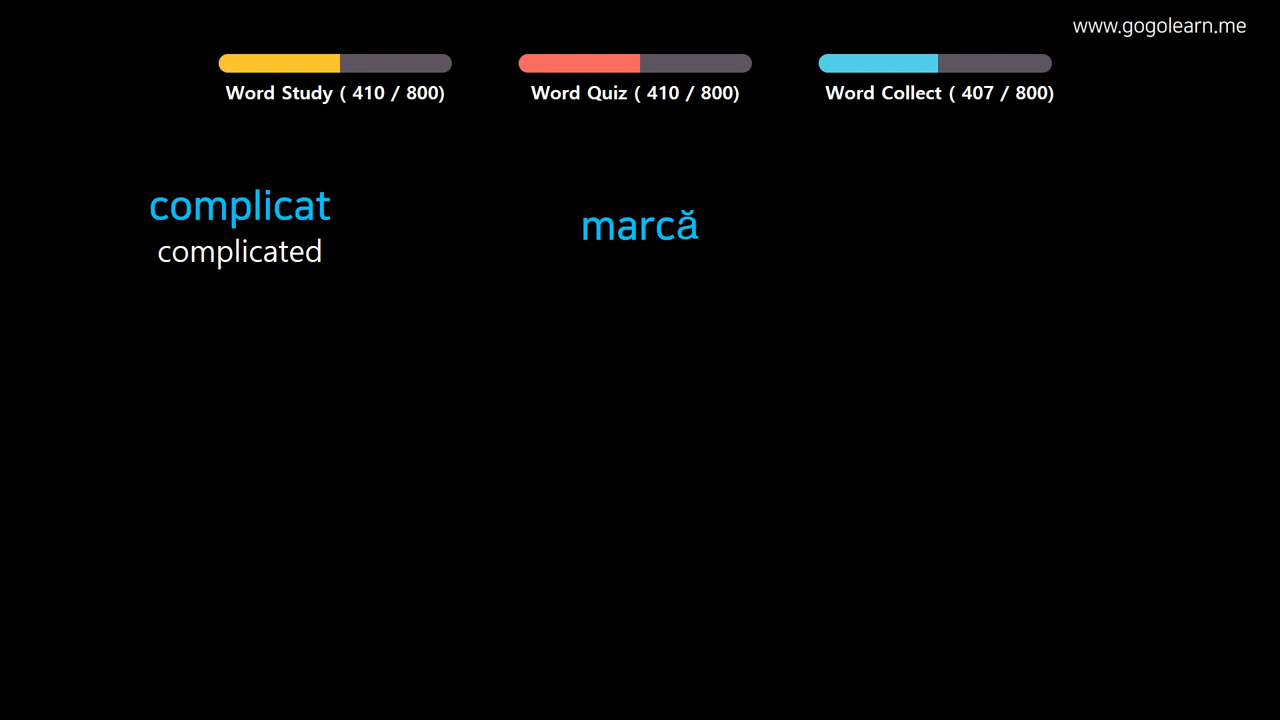 www.gogolearn.me
Word Study ( 410 / 800)
Word Quiz ( 410 / 800)
Word Collect ( 407 / 800)
complicat
complicated
marcă